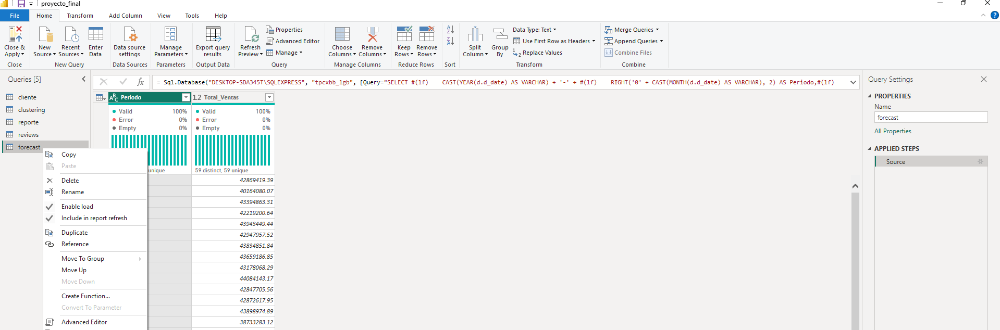 proyecto_final
File Home Transform Add Column View Tools Help
Close & Apply
Close
New Source
Recent Sources
Enter Data
New Query
Data source settings
Data Sources
Manage Parameters
Parameters
Export query results
Output Data
Refresh Preview
Properties
Advanced Editor
Manage
Query
Choose Columns
Remove Columns
Manage Columns
Keep Rows
Remove Rows
Reduce Rows
Sort
Split Column
Group By
Data Type: Text
Use First Row as Headers
Replace Values
Transform
Merge Queries
Append Queries
Combine Files
Combine
Queries [5]
cliente
clustering
reporte
reviews
forecast
Copy
Paste
Delete
Rename
Enable load
Include in report refresh
Duplicate
Reference
Move To Group
Move Up
Move Down
Create Function...
Convert To Parameter
Advanced Editor
fx
= Sql.Database("DESKTOP-SDA345T\SQLEXPRESS", "tpcxbb_1gb", [Query="SELECT #(lf)    CAST(YEAR(d.d_date) AS VARCHAR) + '-' + #(lf)    RIGHT('0' + CAST(MONTH(d.d_date) AS VARCHAR), 2) AS Periodo,#(lf)
ABC Periodo
Valid 100%
Error 0%
Empty 0%
unique
1.2 Total_Ventas
Valid 100%
Error 0%
Empty 0%
59 distinct, 59 unique
42869419.39
40164080.07
43394863.31
42219200.64
43943449.44
42947957.52
43834851.84
43659186.85
43178068.29
44084143.17
42847705.56
42872617.95
43898974.89
38733283.12
Query Settings
PROPERTIES
Name
forecast
All Properties
APPLIED STEPS
Source